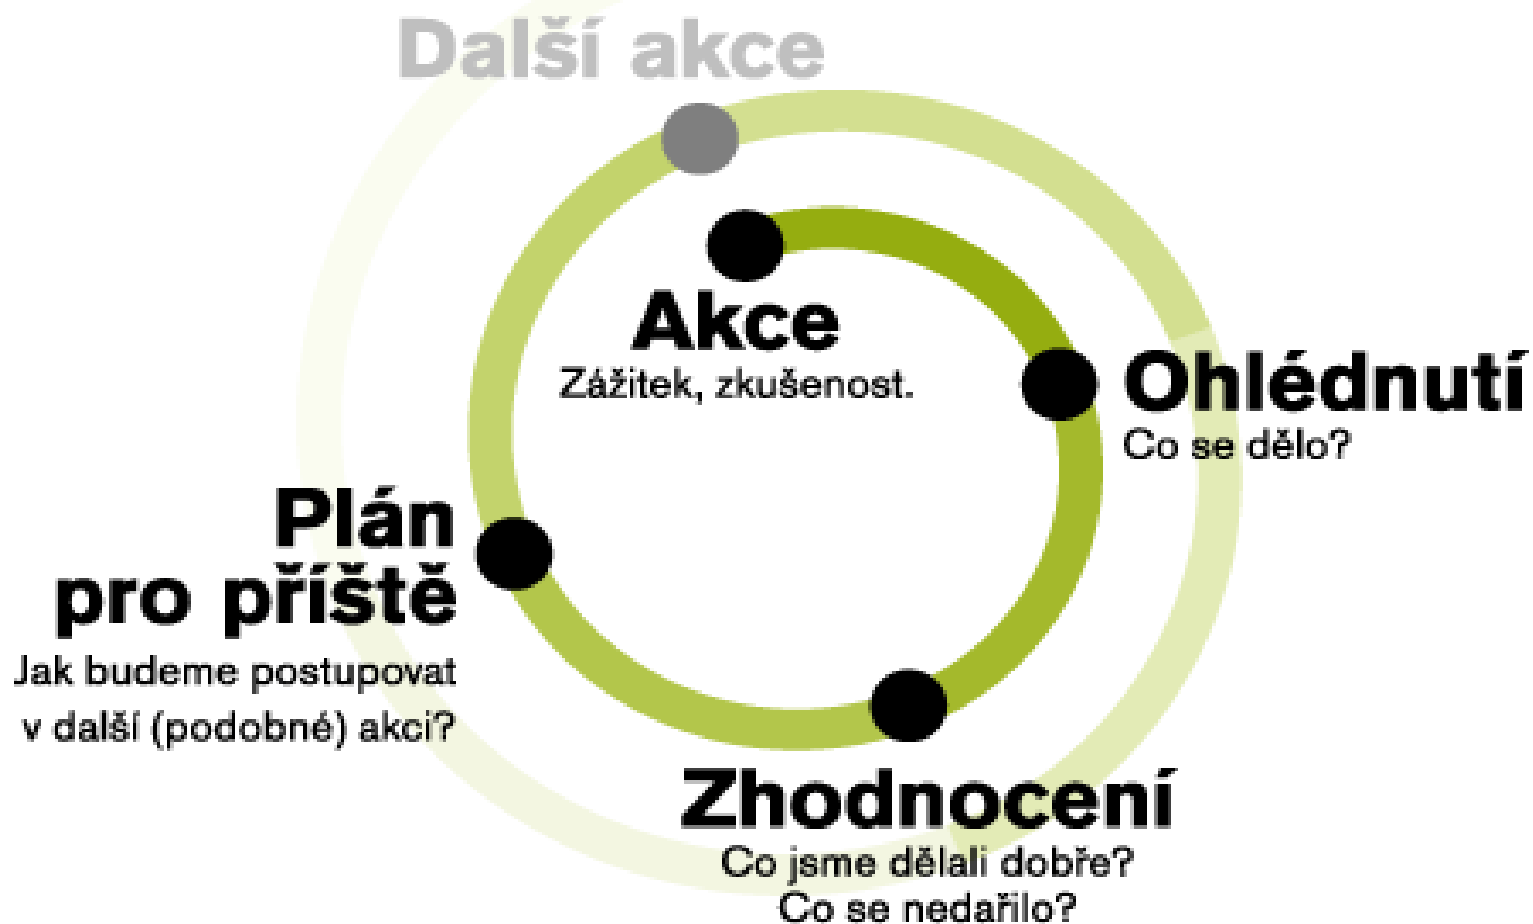 Další akce
Akce
Zážitek, zkušenost.
Ohlédnutí
Co se dělo?
Zhodnocení
Co jsme dělali dobře?
Co se nedařilo?
Plán
pro příště
Jak budeme postupovat
v další (podobné) akci?